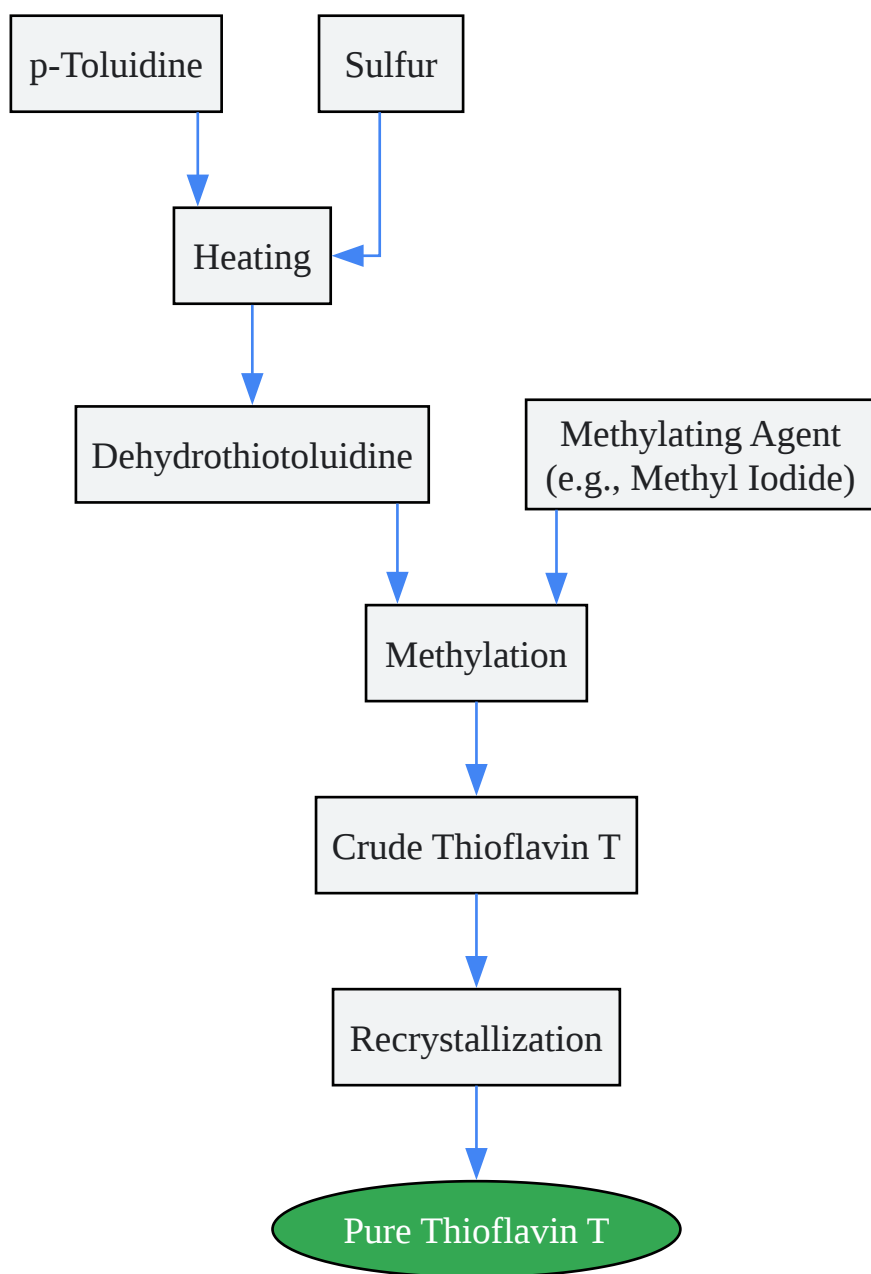 p-Toluidine
Sulfur
Heating
Dehydrothiotoluidine
Methylating Agent
(e.g., Methyl Iodide)
Methylation
Crude Thioflavin T
Recrystallization
Pure Thioflavin T